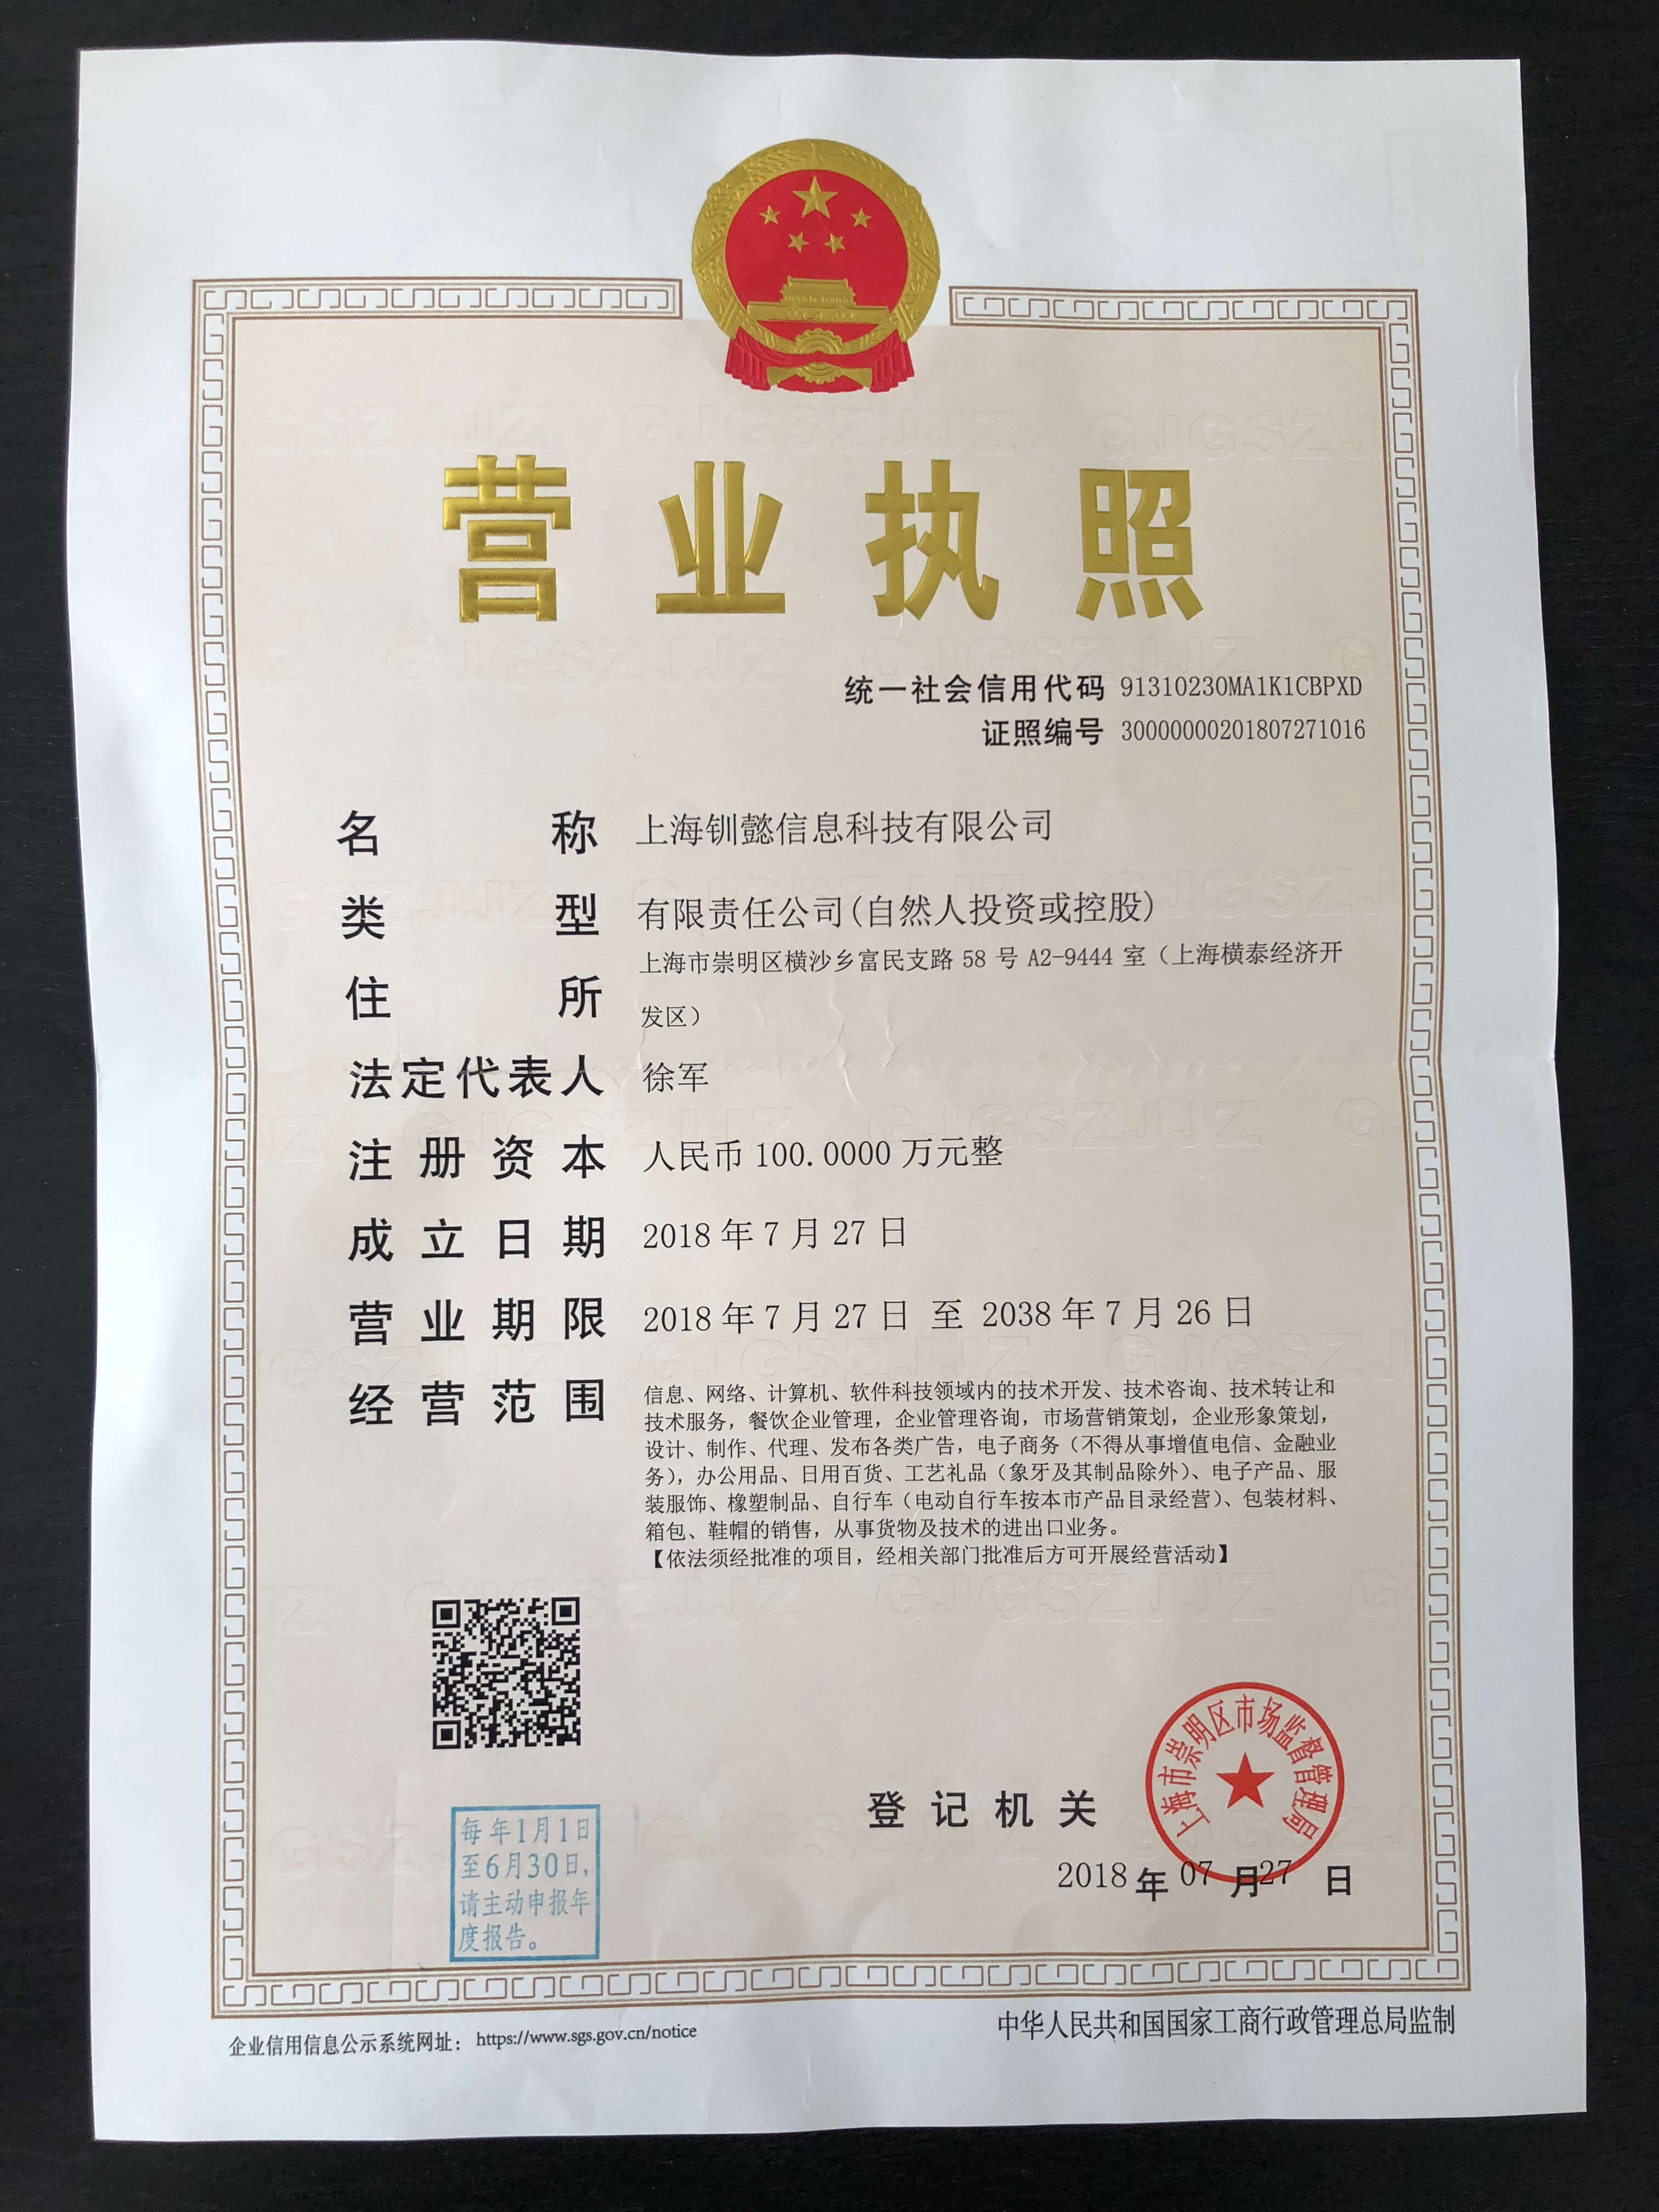 营业执照
统一社会信用代码 91310230MA1K1CBPXD
证照编号 30000000201807271016
名称 上海钏懿信息科技有限公司
类型 有限责任公司(自然人投资或控股)
住所 上海市崇明区横沙乡富民支路 58 号 A2-9444 室（上海横泰经济开
发区）
法定代表人 徐军
注册资本 人民币 100.0000 万元整
成立日期 2018 年 7 月 27 日
营业期限 2018 年 7 月 27 日 至 2038 年 7 月 26 日
经营范围 信息、网络、计算机、软件科技领域内的技术开发、技术咨询、技术转让和
技术服务，餐饮企业管理，企业管理咨询，市场营销策划，企业形象策划，
设计、制作、代理、发布各类广告，电子商务（不得从事增值电信、金融业
务），办公用品、日用百货、工艺礼品（象牙及其制品除外）、电子产品、服
装服饰、橡塑制品、自行车（电动自行车按本市产品目录经营）、包装材料、
箱包、鞋帽的销售，从事货物及技术的进出口业务。
【依法须经批准的项目，经相关部门批准后方可开展经营活动】
上海市崇明区市场监督管理局
登记机关
2018 年 07 月 27 日
每年1月1日
至6月30日，
请主动申报年
度报告。
企业信用信息公示系统网址： https://www.sgs.gov.cn/notice
中华人民共和国国家工商行政管理总局监制